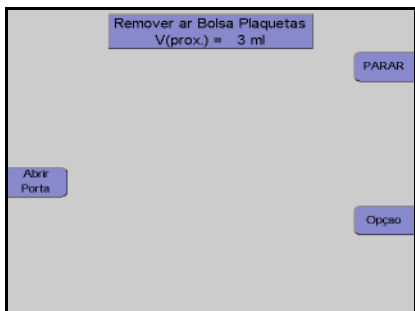 Remover ar Bolsa Plaquetas
V(prox.) = 3 ml
PARAR
Abrir
Porta
Opçao